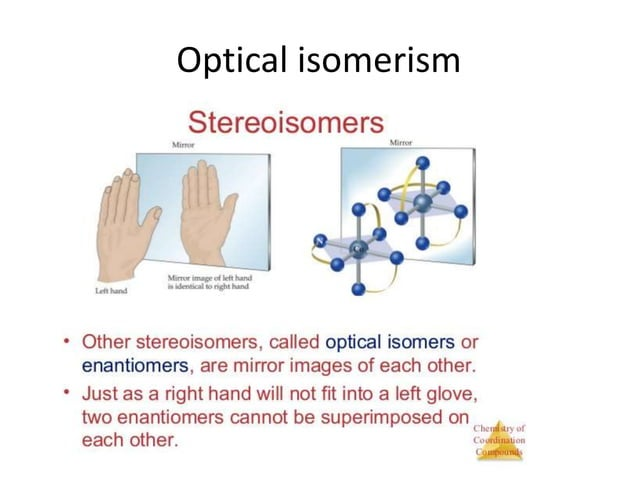 Optical isomerism
Stereoisomers
Mirror
Mirror
Left hand
Mirror image of left hand
is identical to right hand
N
• Other stereoisomers, called optical isomers or
enantiomers, are mirror images of each other.
• Just as a right hand will not fit into a left glove,
two enantiomers cannot be superimposed on
each other.
Chemistry of
Coordination
Compounds